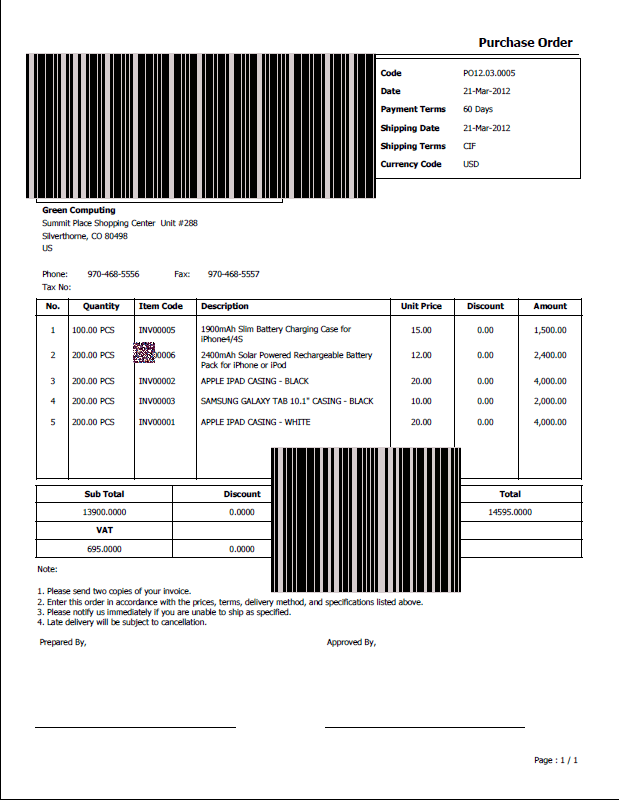 Purchase Order
Code PO12.03.0005
Date 21-Mar-2012
Payment Terms 60 Days
Shipping Date 21-Mar-2012
Shipping Terms CIF
Currency Code USD
Green Computing
Summit Place Shopping Center Unit #288
Silverthorne, CO 80498
US
Phone: 970-468-5556 Fax: 970-468-5557
Tax No:
No. Quantity Item Code Description Unit Price Discount Amount
1 100.00 PCS INV00005 1900mAh Slim Battery Charging Case for 15.00 0.00 1,500.00
iPhone4/4S
2 200.00 PCS 2400mAh Solar Powered Rechargeable Battery 12.00 0.00 2,400.00
Pack for iPhone or iPod
3 200.00 PCS INV00002 APPLE IPAD CASING - BLACK 20.00 0.00 4,000.00
4 200.00 PCS INV00003 SAMSUNG GALAXY TAB 10.1" CASING - BLACK 10.00 0.00 2,000.00
5 200.00 PCS INV00001 APPLE IPAD CASING - WHITE 20.00 0.00 4,000.00
Sub Total Discount Total
13900.0000 0.0000 14595.0000
VAT
695.0000 0.0000
Note:
1. Please send two copies of your invoice.
2. Enter this order in accordance with the prices, terms, delivery method, and specifications listed above.
3. Please notify us immediately if you are unable to ship as specified.
4. Late delivery will be subject to cancellation.
Prepared By, Approved By,
Page : 1 / 1